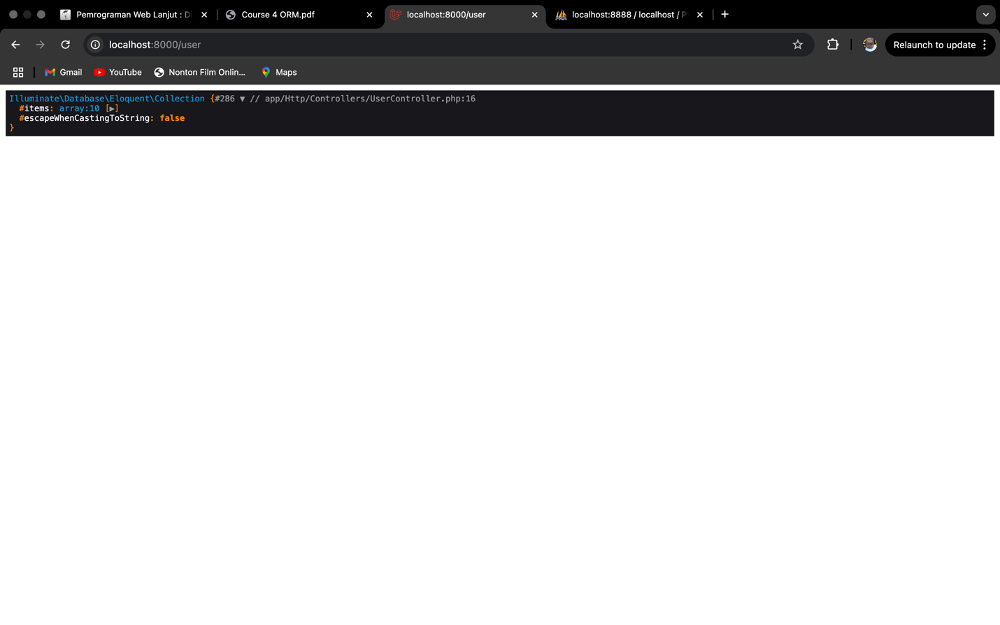 Pemrograman Web Lanjut : Di
Course 4 ORM.pdf
localhost:8000/user
localhost:8888 / localhost / P
localhost:8000/user
Relaunch to update
Gmail
YouTube
Nonton Film Onlin...
Maps
Illuminate\Database\Eloquent\Collection {#286 ▼ // app/Http/Controllers/UserController.php:16
#items: array:10 [▶]
#escapeWhenCastingToString: false
}